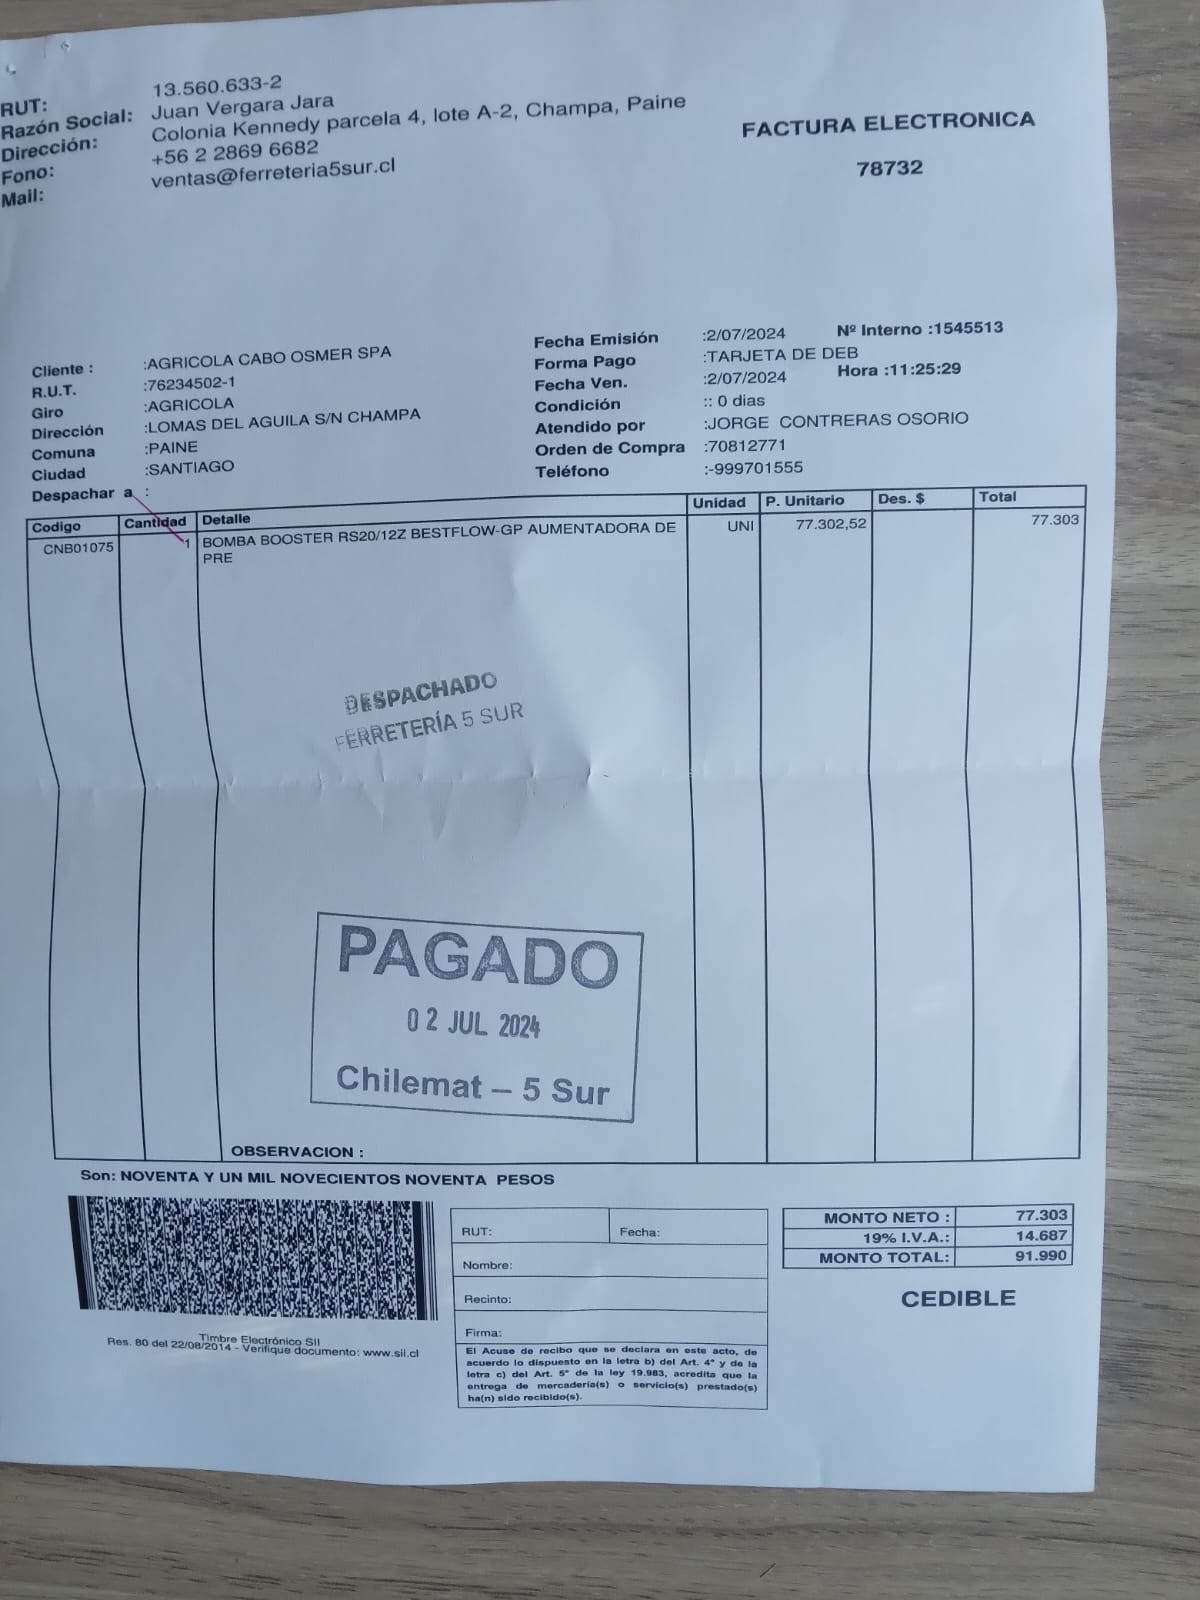 RUT: 13.560.633-2
Razón Social: Juan Vergara Jara
Dirección: Colonia Kennedy parcela 4, lote A-2, Champa, Paine
Fono: +56 2 2869 6682
Mail: ventas@ferreteria5sur.cl
FACTURA ELECTRONICA
78732
Cliente : :AGRICOLA CABO OSMER SPA
R.U.T. :76234502-1
Giro :AGRICOLA
Dirección :LOMAS DEL AGUILA S/N CHAMPA
Comuna :PAINE
Ciudad :SANTIAGO
Despachar a :
Fecha Emisión :2/07/2024 Nº Interno :1545513
Forma Pago :TARJETA DE DEB
Fecha Ven. :2/07/2024 Hora :11:25:29
Condición :: 0 dias
Atendido por :JORGE CONTRERAS OSORIO
Orden de Compra :70812771
Teléfono :-999701555
Codigo Cantidad Detalle Unidad P. Unitario Des. $ Total
CNB01075 1 BOMBA BOOSTER RS20/12Z BESTFLOW-GP AUMENTADORA DE UNI 77.302,52 77.303
PRE
DESPACHADO
FERRETERÍA 5 SUR
PAGADO
02 JUL 2024
Chilemat – 5 Sur
OBSERVACION :
Son: NOVENTA Y UN MIL NOVECIENTOS NOVENTA PESOS
Timbre Electrónico SII
Res. 80 del 22/08/2014 - Verifique documento: www.sii.cl
RUT: Fecha:
Nombre:
Recinto:
Firma:
El Acuse de recibo que se declara en este acto, de
acuerdo lo dispuesto en la letra b) del Art. 4° y de la
letra c) del Art. 5° de la ley 19.983, acredita que la
entrega de mercadería(s) o servicio(s) prestado(s)
ha(n) sido recibido(s).
MONTO NETO : 77.303
19% I.V.A.: 14.687
MONTO TOTAL: 91.990
CEDIBLE